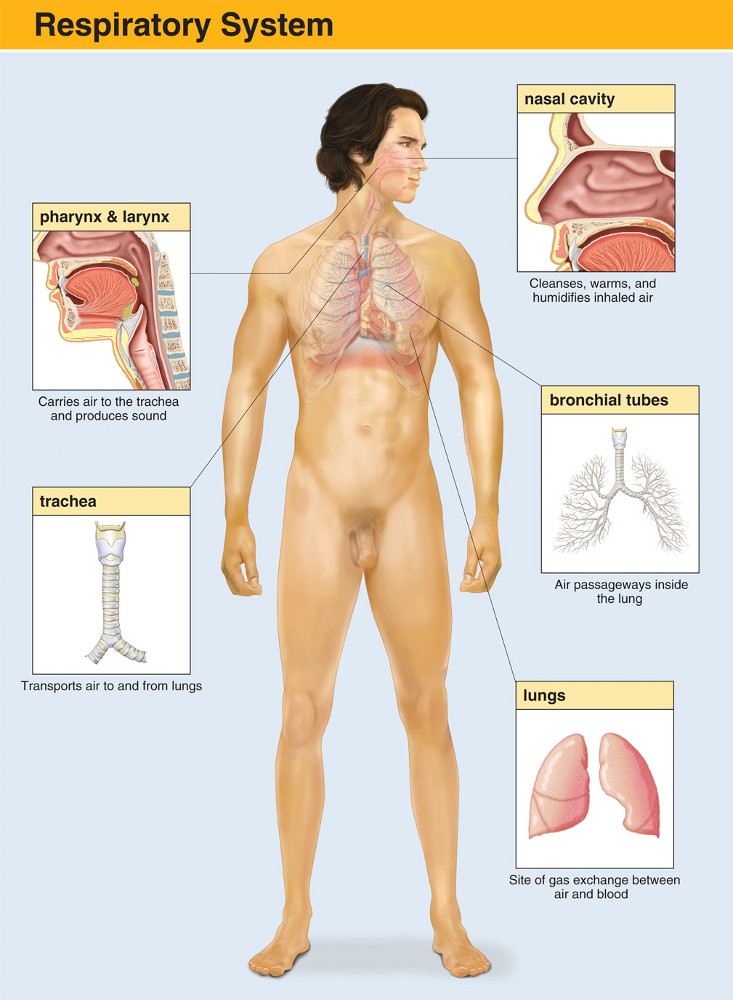 Respiratory System
nasal cavity
Cleanses, warms, and
humidifies inhaled air
pharynx & larynx
Carries air to the trachea
and produces sound
bronchial tubes
Air passageways inside
the lung
trachea
Transports air to and from lungs
lungs
Site of gas exchange between
air and blood